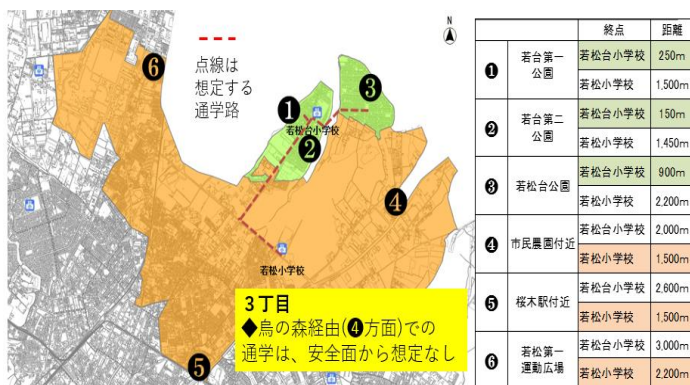 N
点線は
想定する
通学路
❻
❶
❸
若松台小学校
❷
❹
若松小学校
❺
3丁目
◆鳥の森経由(❹方面)での
通学は、安全面から想定なし
終点 距離
❶ 若台第一公園 若松台小学校 250m
若松小学校 1,500m
❷ 若台第二公園 若松台小学校 150m
若松小学校 1,450m
❸ 若松台公園 若松台小学校 900m
若松小学校 2,200m
❹ 市民農園付近 若松台小学校 2,000m
若松小学校 1,500m
❺ 桜木駅付近 若松台小学校 2,600m
若松小学校 1,500m
❻ 若松第一運動広場 若松台小学校 3,000m
若松小学校 2,200m